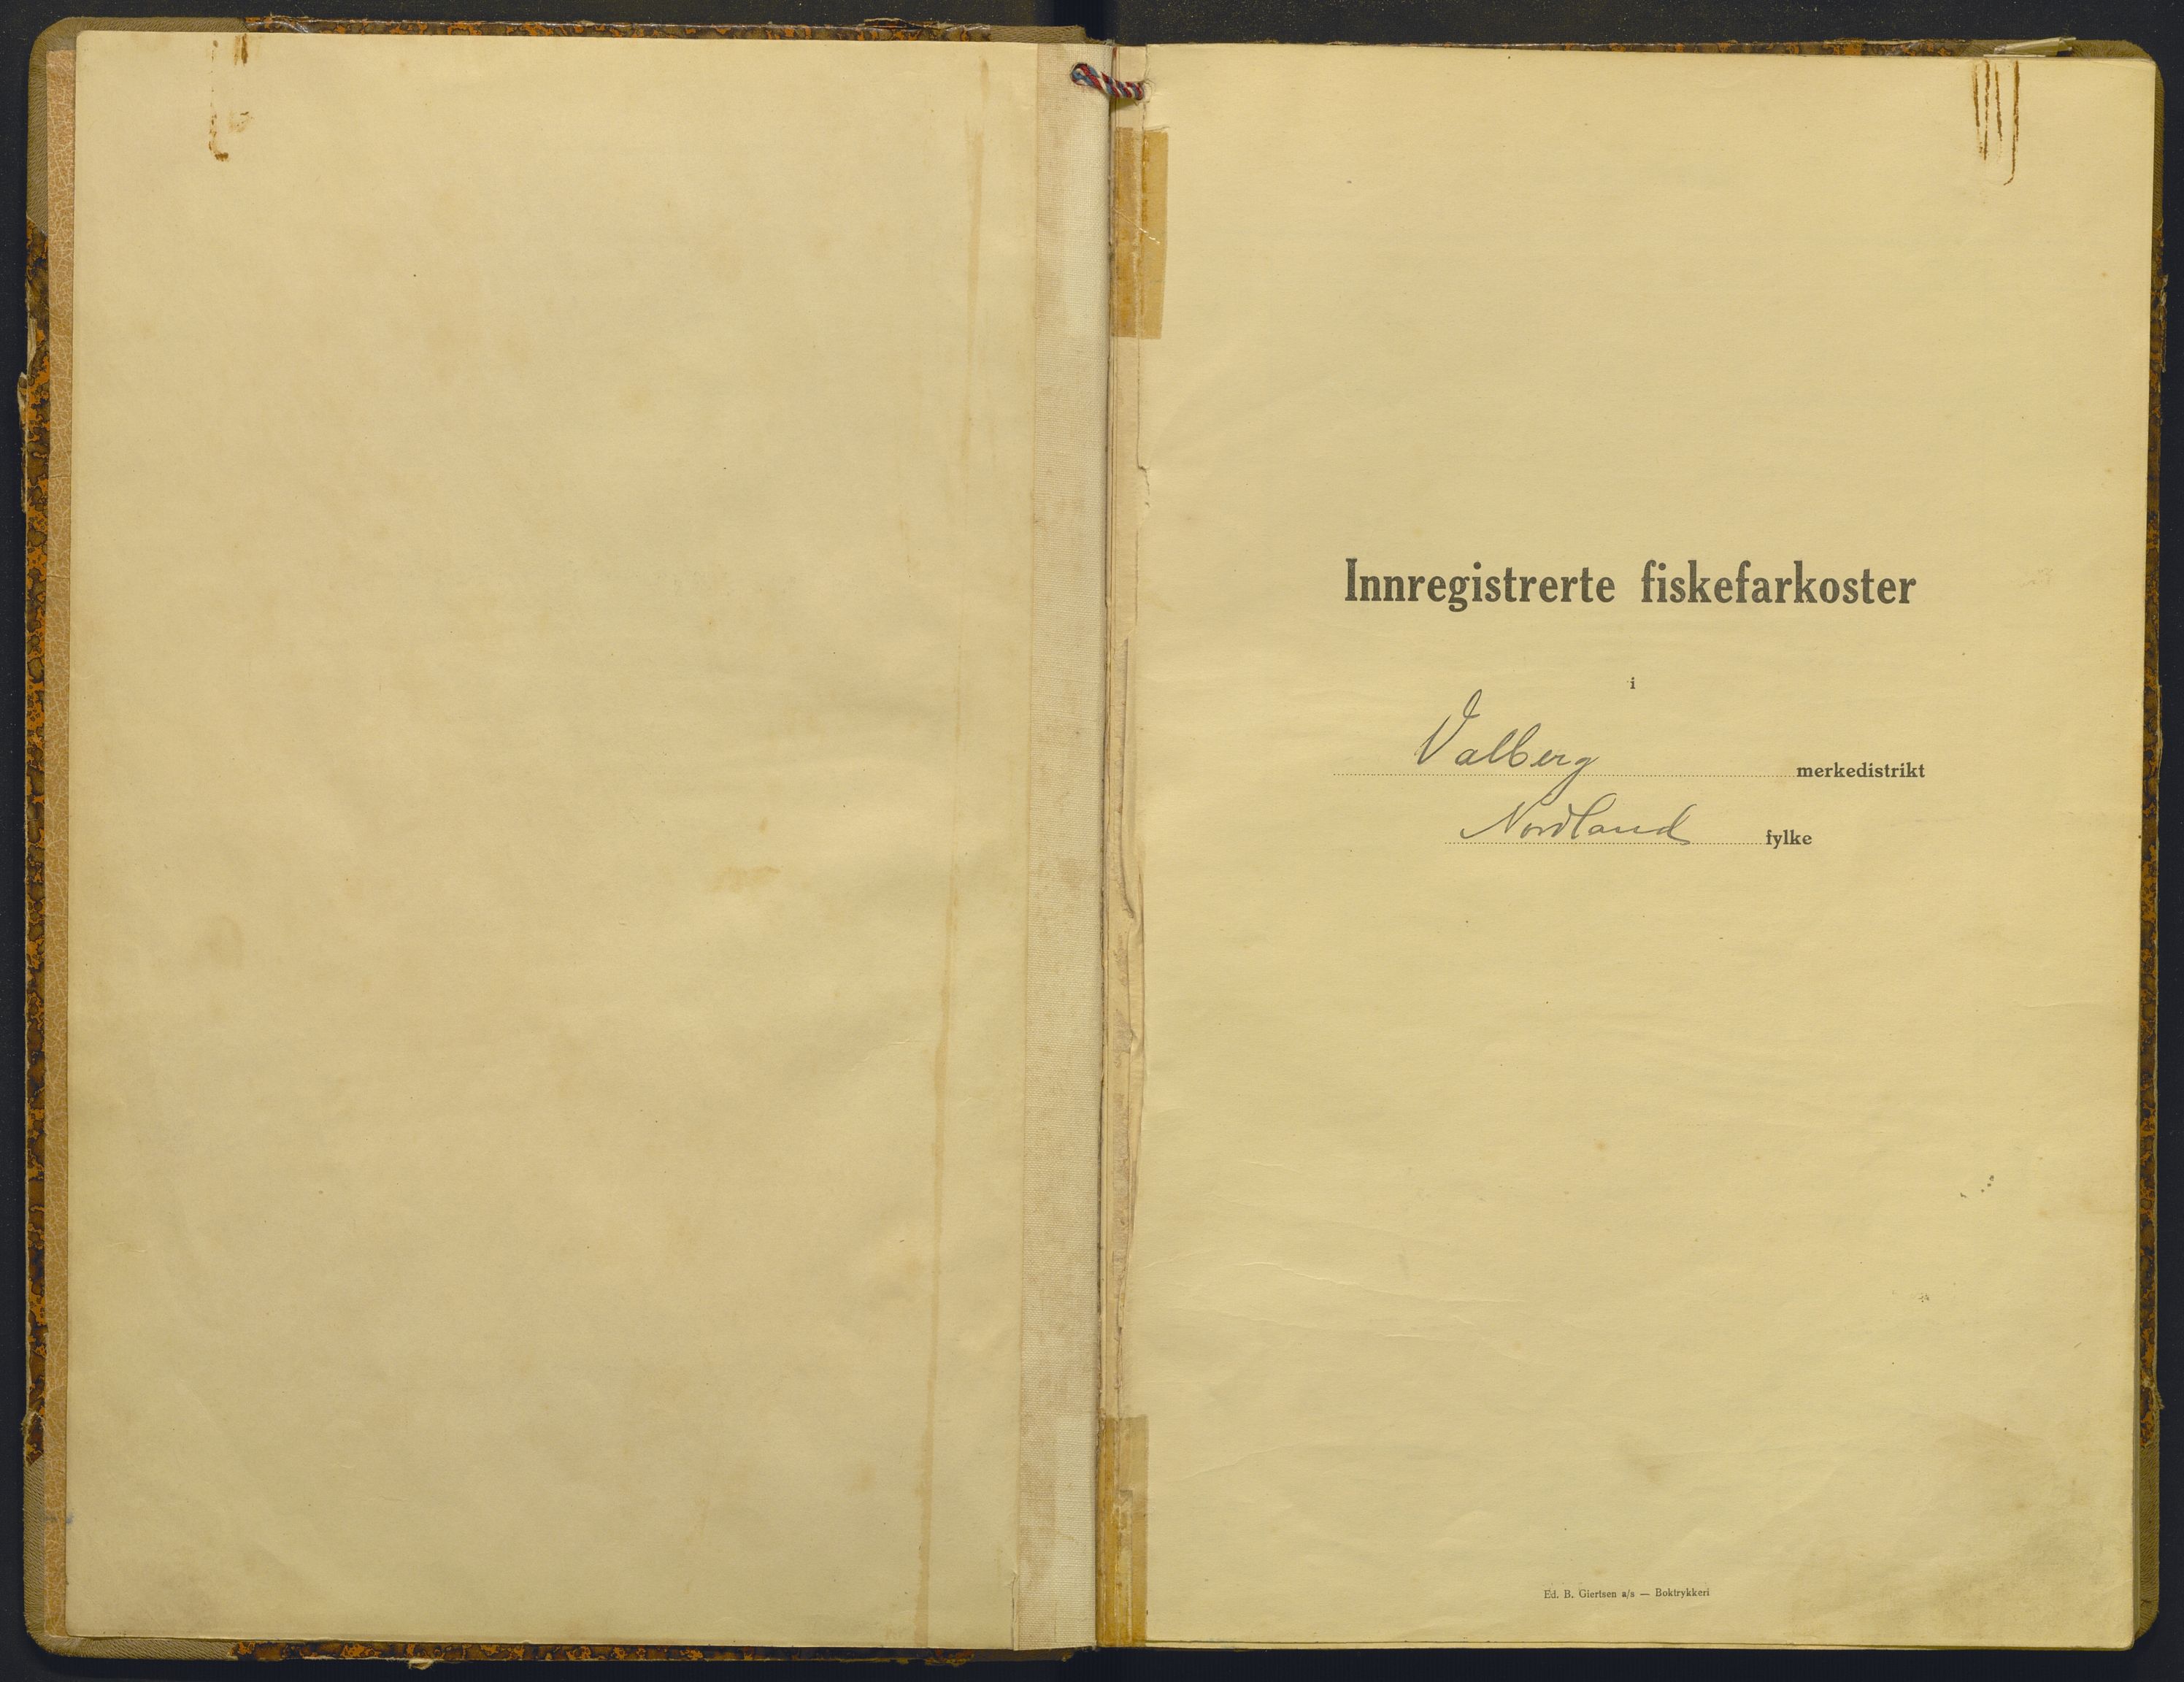 Innregistrerte fiskefarkoster
i
Valberg merkedistrikt
Nordland fylke
Ed. B. Giertsen a/s — Boktrykkeri